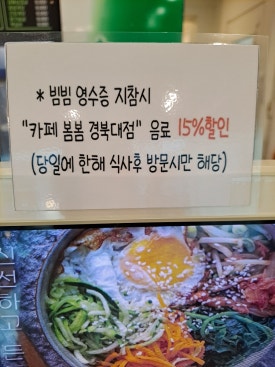 * 빔빔 영수증 지참시
"카페 봄봄 경북대점" 음료 15%할인
(당일에 한해 식사후 방문시만 해당)